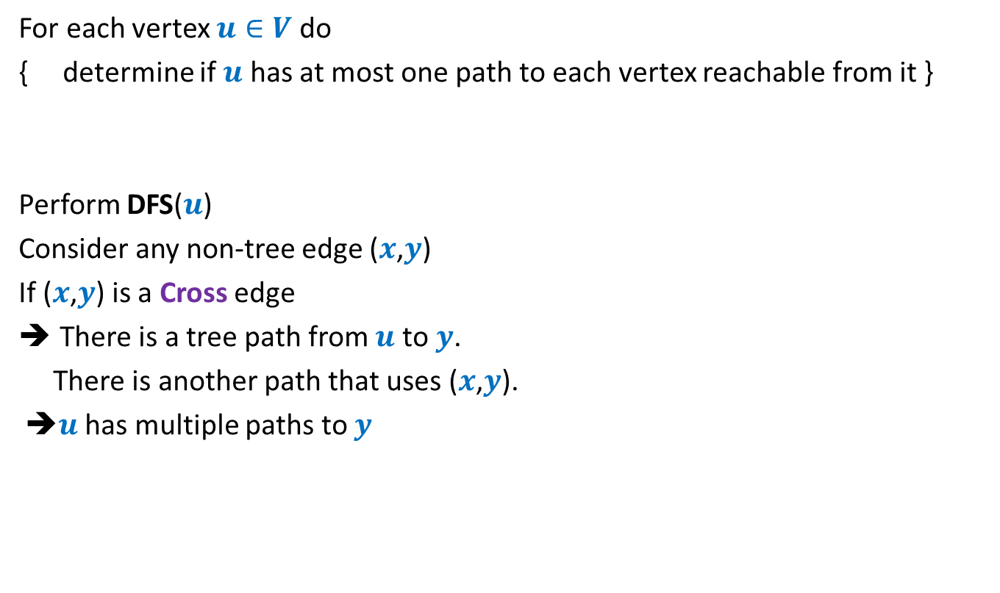 For each vertex u ∈ V do
{ determine if u has at most one path to each vertex reachable from it }
Perform DFS(u)
Consider any non-tree edge (x,y)
If (x,y) is a Cross edge
➔ There is a tree path from u to y.
There is another path that uses (x,y).
➔u has multiple paths to y